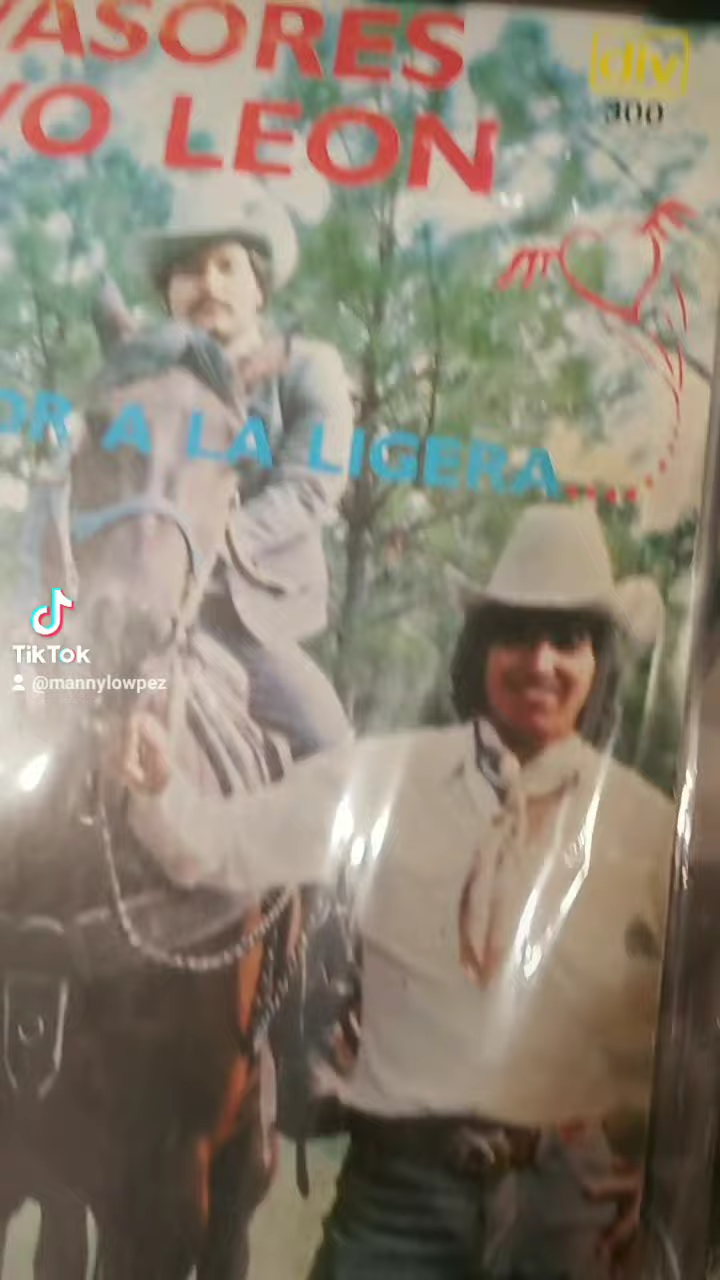 VASORES
VO LEON
dlv
300
OR A LA LIGERA......
TikTok
@mannylowpez